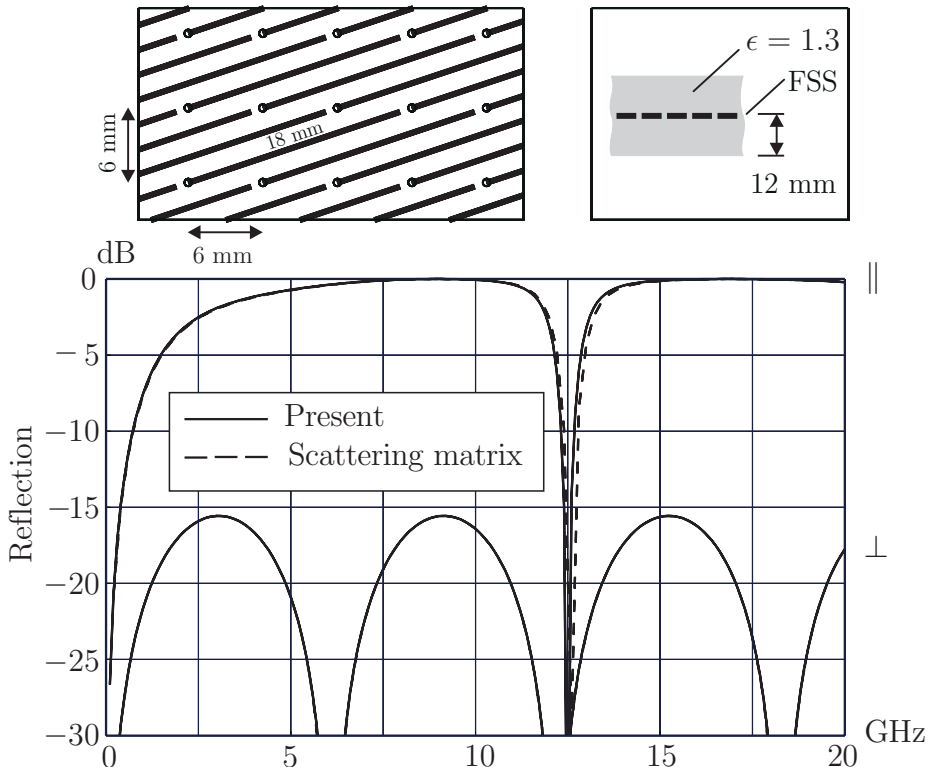 6 mm
18 mm
6 mm
ϵ = 1.3
FSS
12 mm
dB
0
−5
−10
−15
−20
−25
−30
Reflection
Present
Scattering matrix
∥
⊥
GHz
0
5
10
15
20